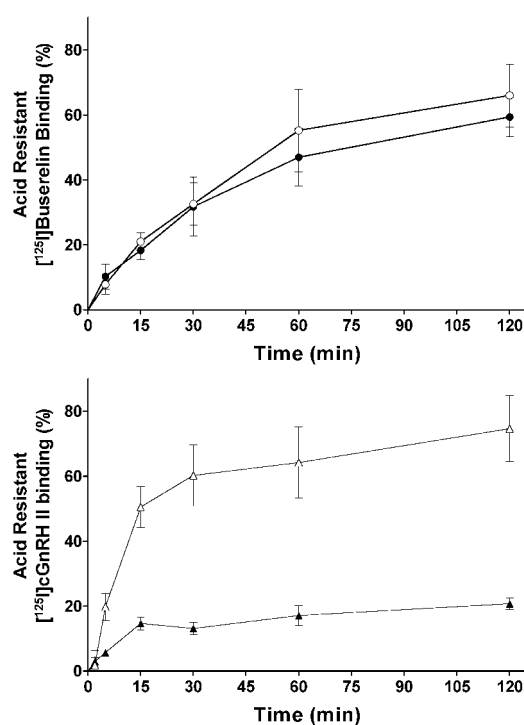 Acid Resistant
[¹²⁵I]Buserelin Binding (%)
80
60
40
20
0
0 15 30 45 60 75 90 105 120
Time (min)
Acid Resistant
[¹²⁵I]cGnRH II binding (%)
80
60
40
20
0
0 15 30 45 60 75 90 105 120
Time (min)